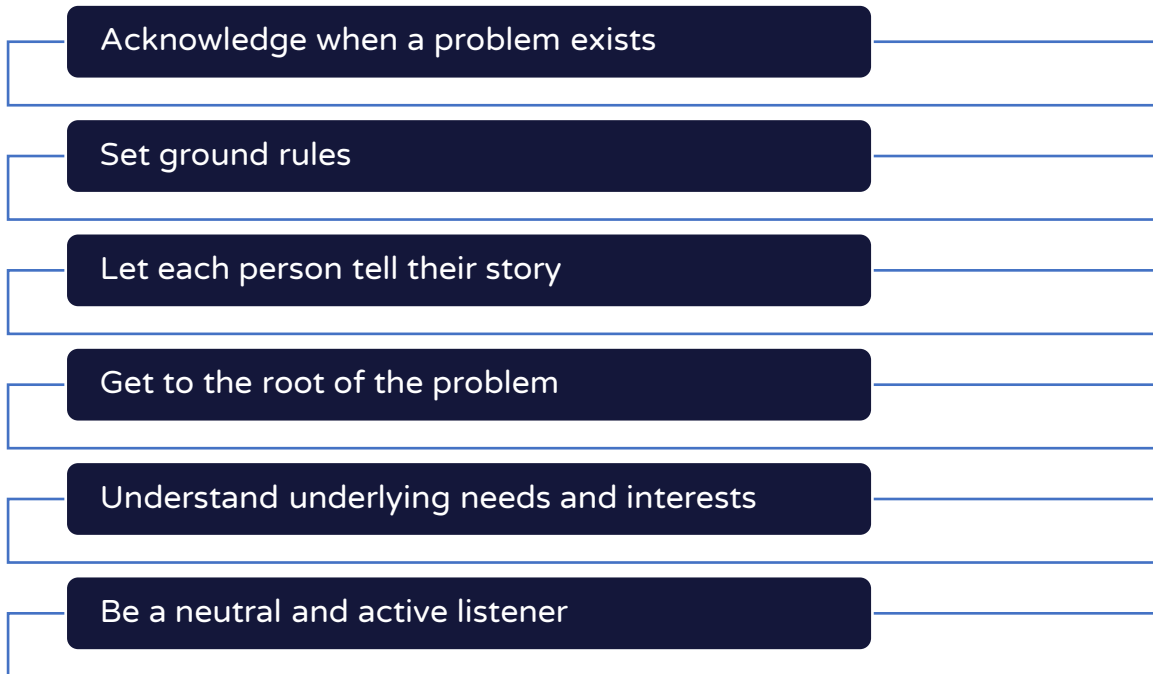 Acknowledge when a problem exists
Set ground rules
Let each person tell their story
Get to the root of the problem
Understand underlying needs and interests
Be a neutral and active listener